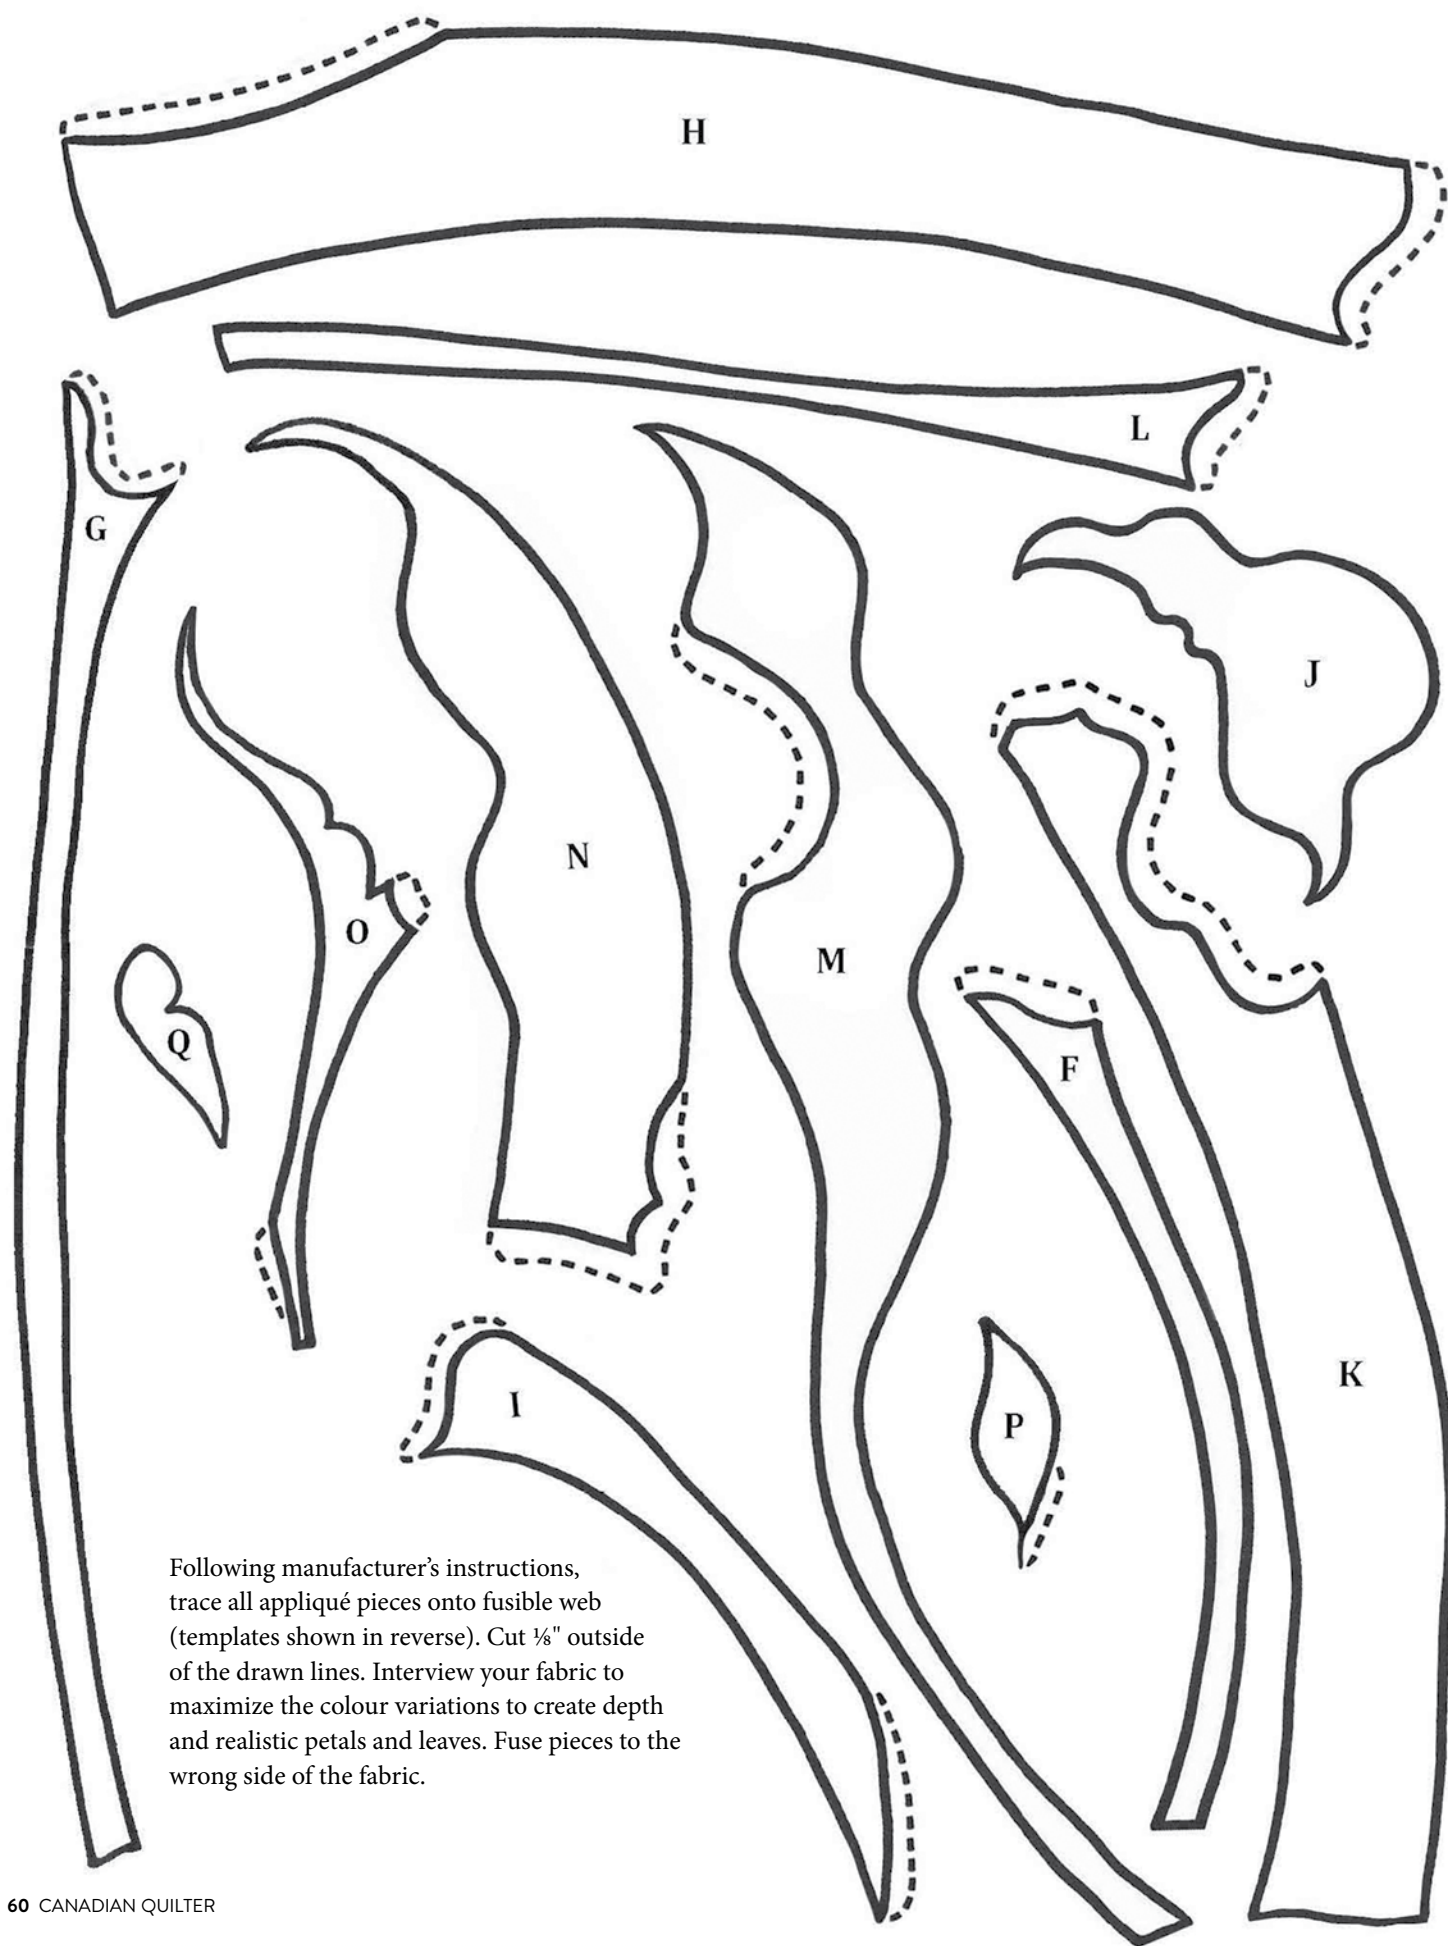 H
L
G
J
N
O
M
Q
F
K
I
P
Following manufacturer’s instructions,
trace all appliqué pieces onto fusible web
(templates shown in reverse). Cut ⅛" outside
of the drawn lines. Interview your fabric to
maximize the colour variations to create depth
and realistic petals and leaves. Fuse pieces to the
wrong side of the fabric.
60 CANADIAN QUILTER